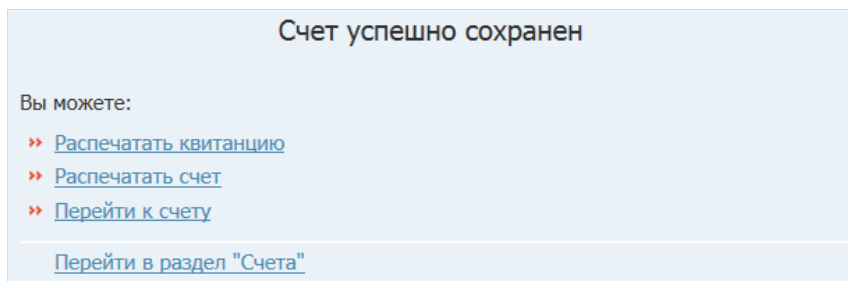 Счет успешно сохранен
Вы можете:
Распечатать квитанцию
Распечатать счет
Перейти к счету
Перейти в раздел "Счета"